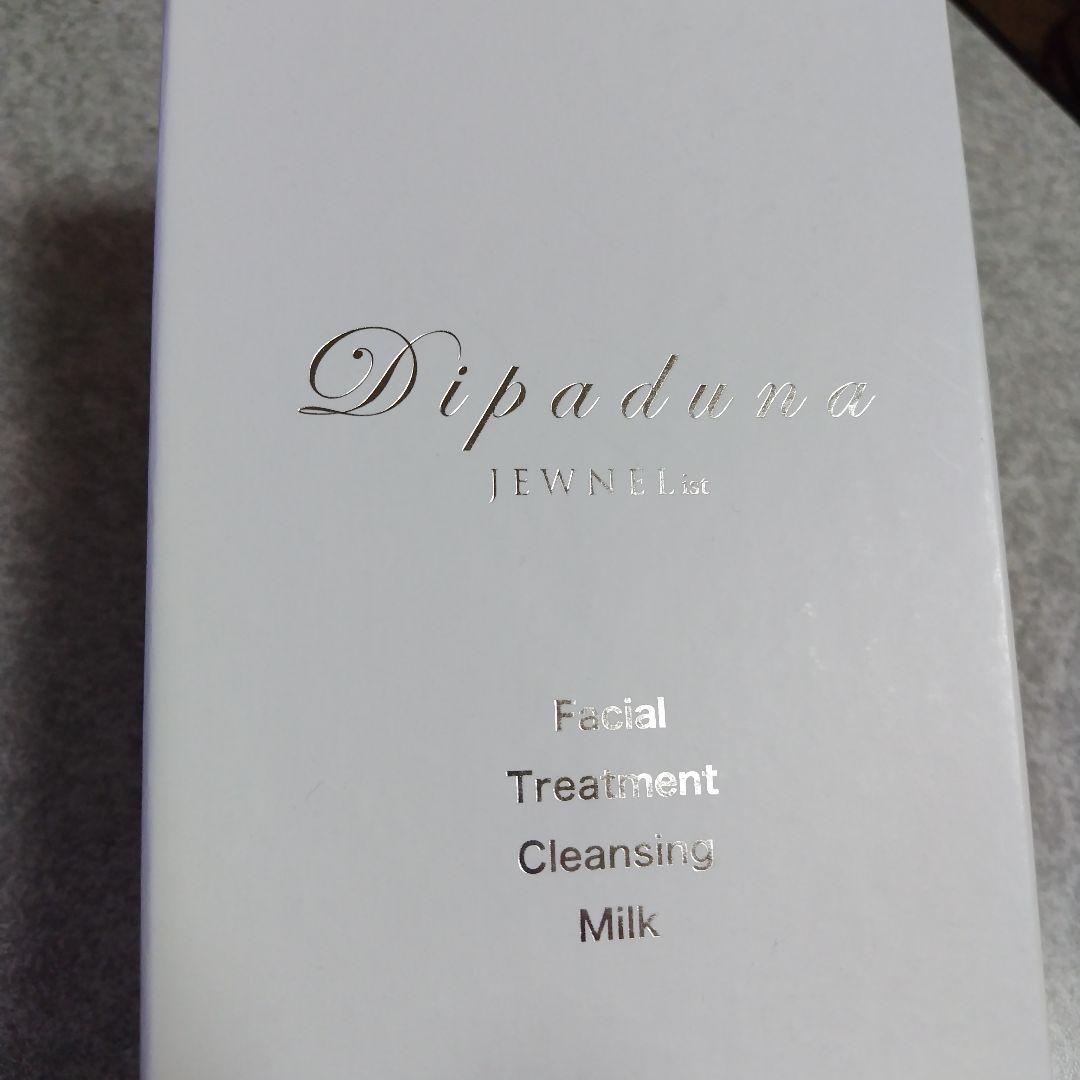 Dipaduna
JEWNEList
Facial
Treatment
Cleansing
Milk